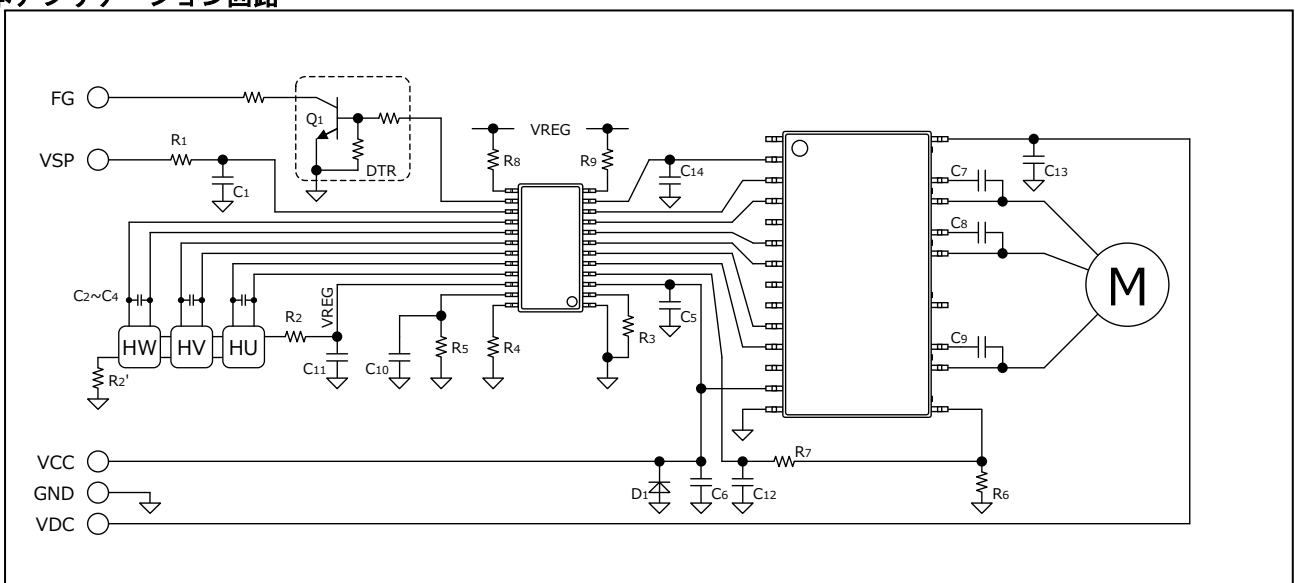 FG
Q1
VREG
R1
R8
R9
VSP
DTR
C14
C7
C13
C1
C8
C2~C4
VREG
R2
C5
M
HW
HV
HU
R3
C9
R2'
C11
C10
R5
R4
VCC
R7
GND
D1
C6
C12
R6
VDC